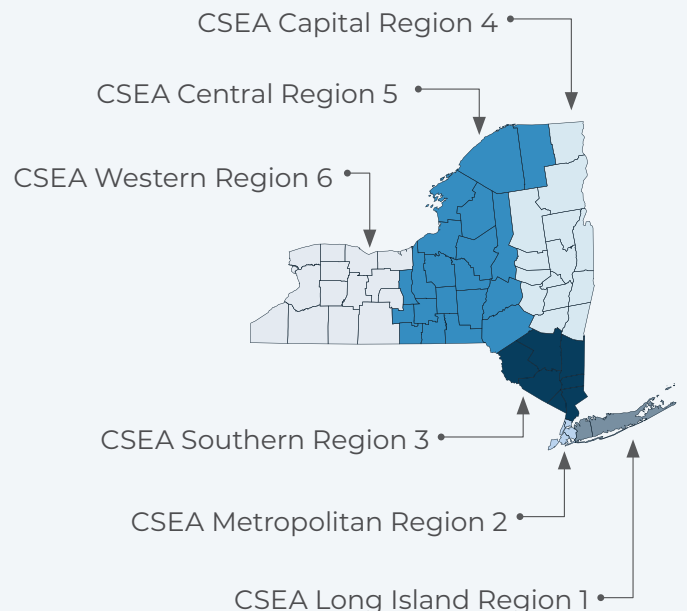 CSEA Capital Region 4
CSEA Central Region 5
CSEA Western Region 6
CSEA Southern Region 3
CSEA Metropolitan Region 2
CSEA Long Island Region 1